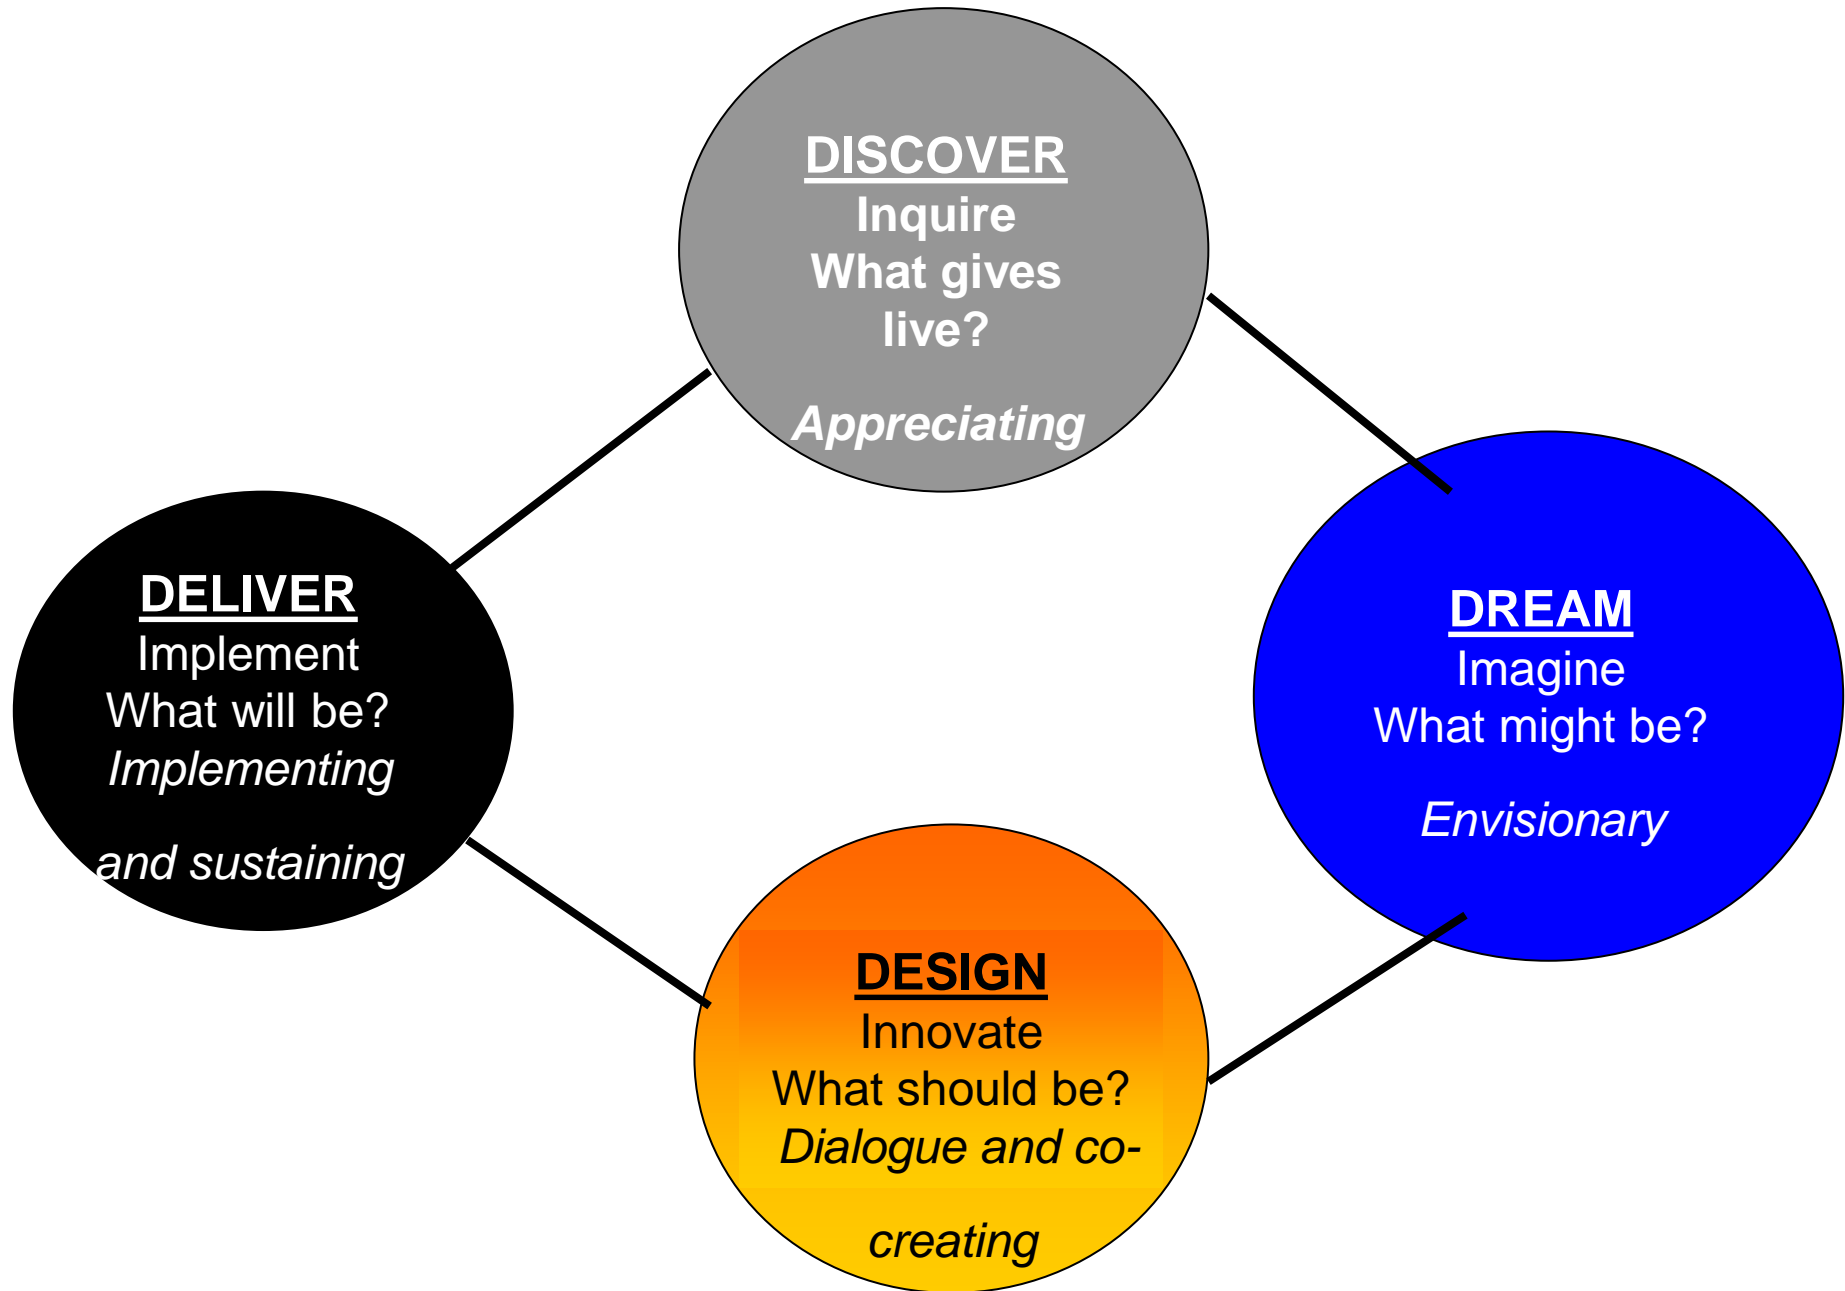 DISCOVER
Inquire
What gives
live?
Appreciating
DREAM
Imagine
What might be?
Envisionary
DESIGN
Innovate
What should be?
Dialogue and co-
creating
DELIVER
Implement
What will be?
Implementing
and sustaining